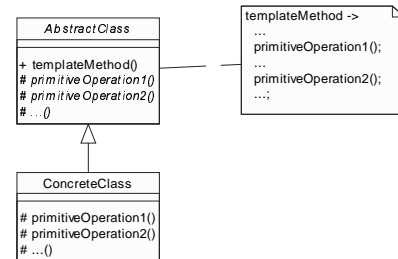 AbstractClass
+ templateMethod()
# primitiveOperation1()
# primitiveOperation2()
# ...()
templateMethod ->
...
primitiveOperation1();
...
primitiveOperation2();
...;
ConcreteClass
# primitiveOperation1()
# primitiveOperation2()
# ...()